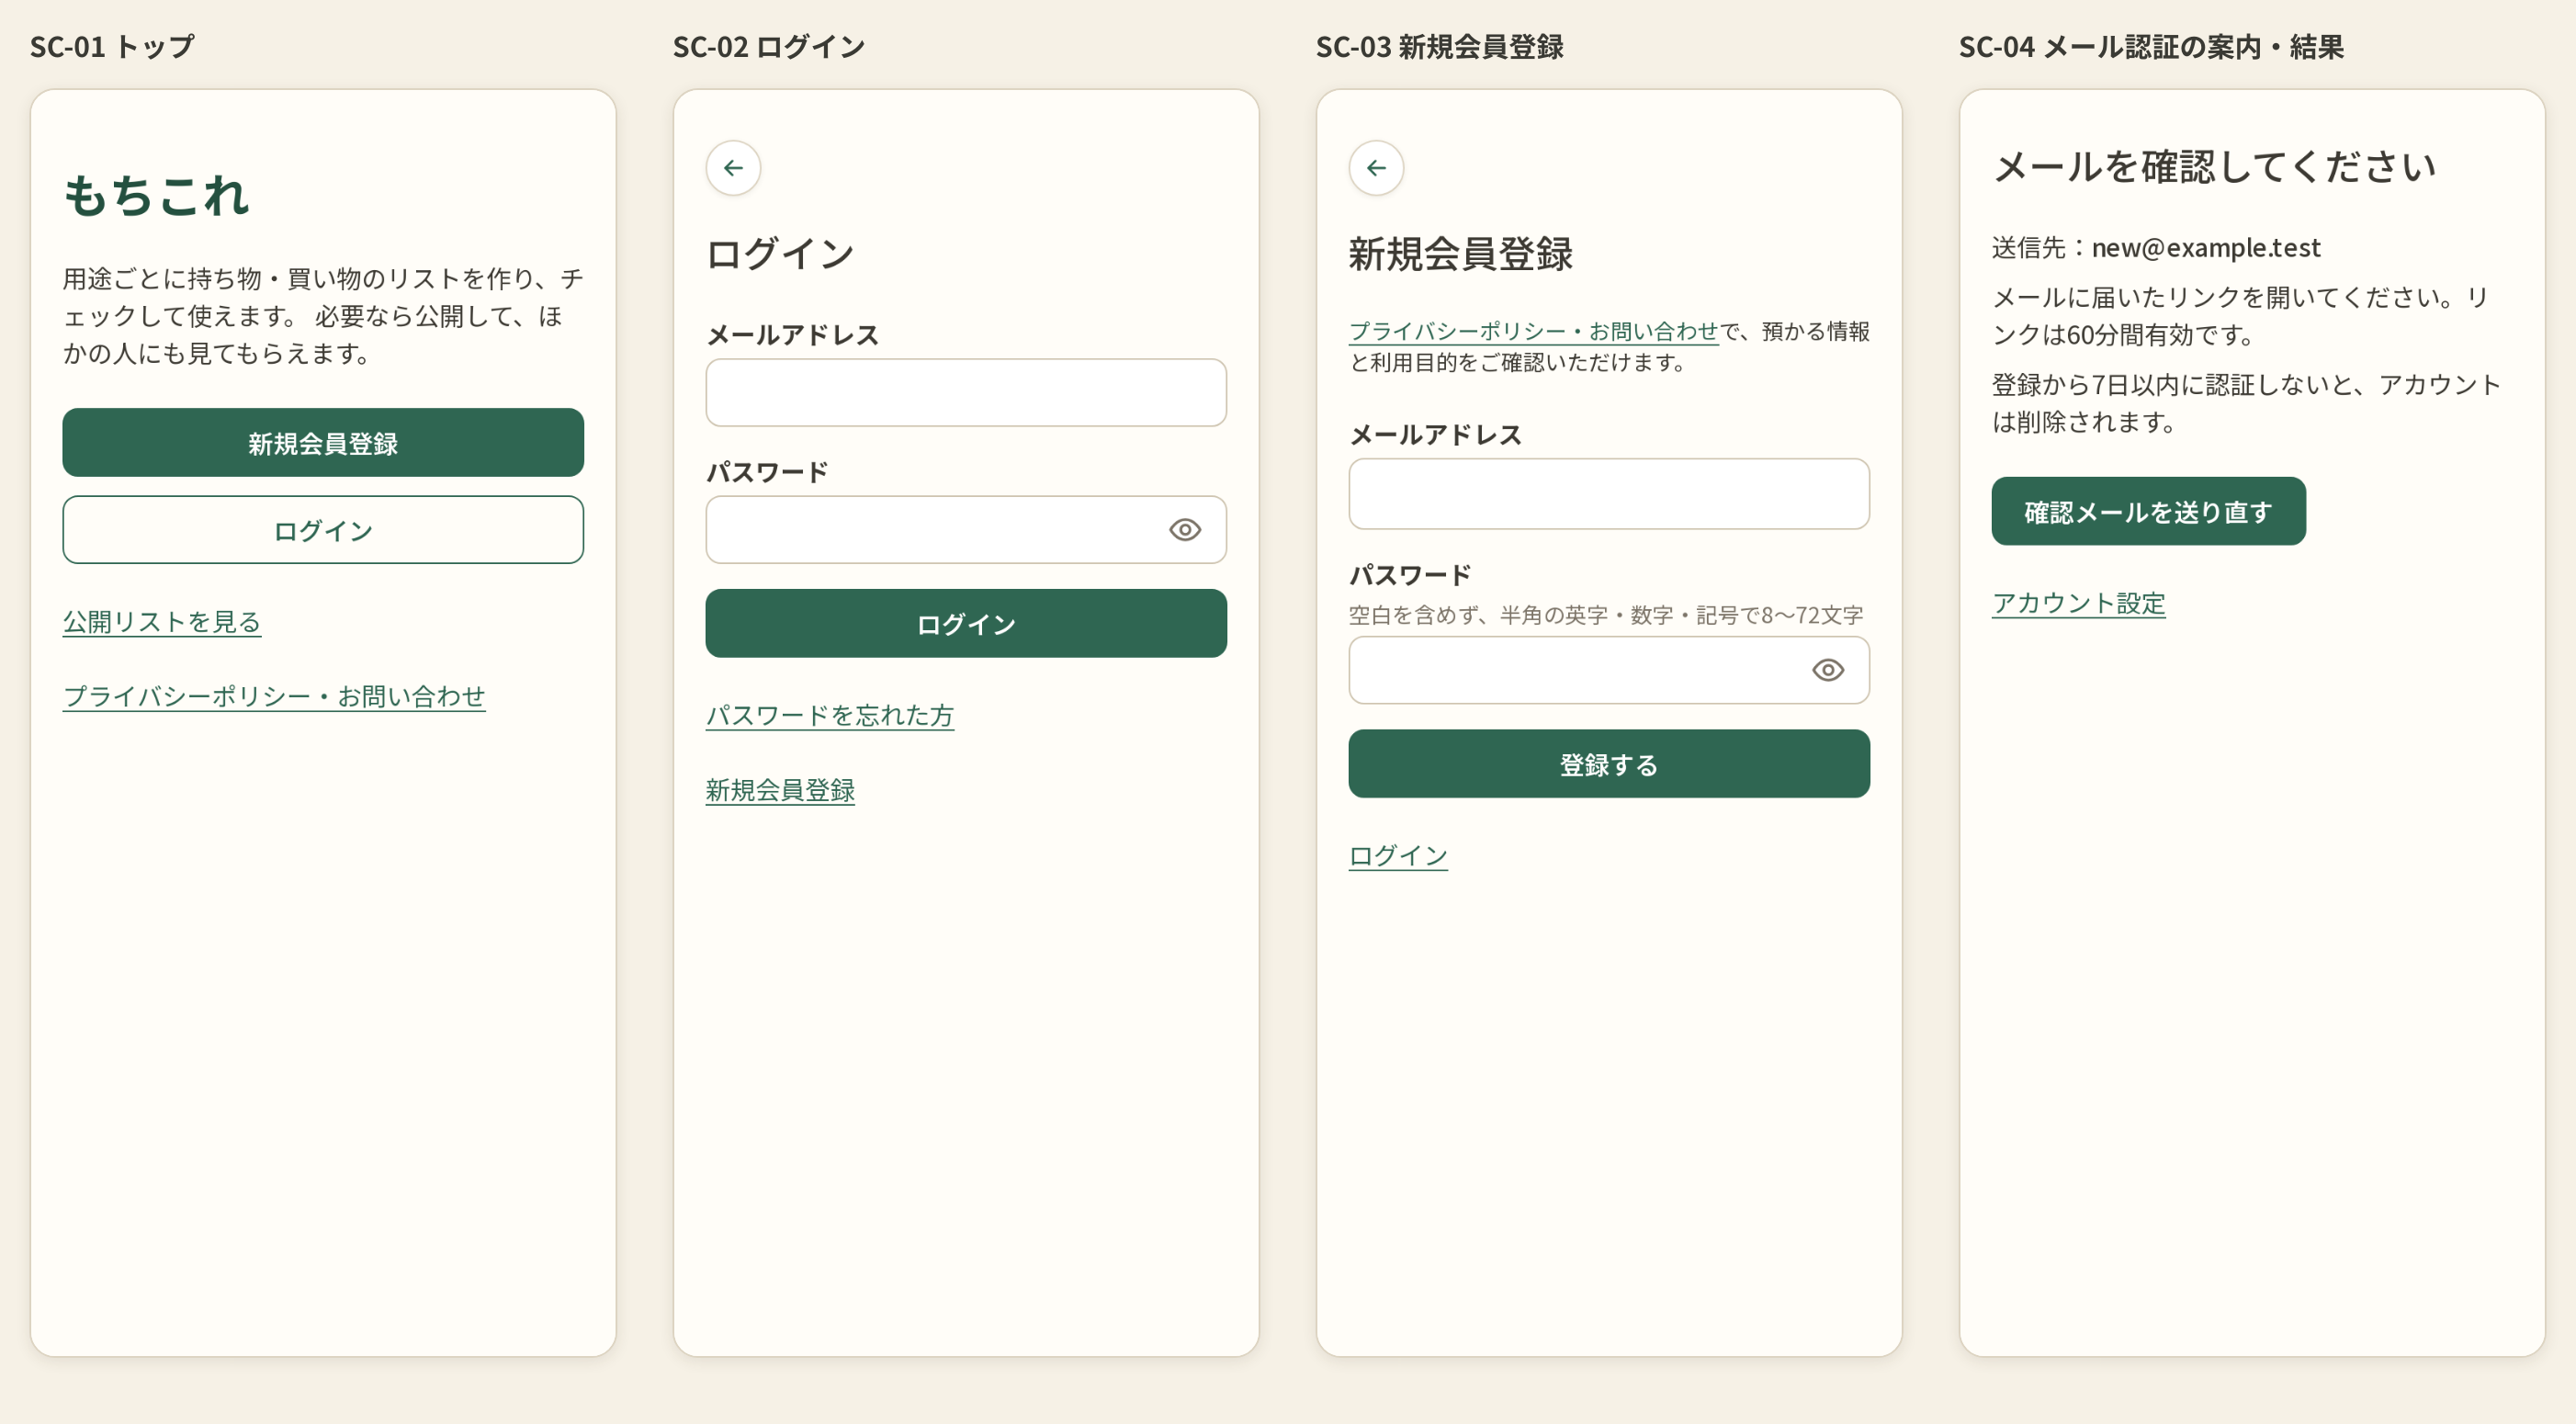 SC-01 トップ
もちこれ
用途ごとに持ち物・買い物のリストを作り、チ
ェックして使えます。 必要なら公開して、ほ
かの人にも見てもらえます。
新規会員登録
ログイン
公開リストを見る
プライバシーポリシー・お問い合わせ
SC-02 ログイン
ログイン
メールアドレス
パスワード
ログイン
パスワードを忘れた方
新規会員登録
SC-03 新規会員登録
新規会員登録
プライバシーポリシー・お問い合わせで、預かる情報
と利用目的をご確認いただけます。
メールアドレス
パスワード
空白を含めず、半角の英字・数字・記号で8〜72文字
登録する
ログイン
SC-04 メール認証の案内・結果
メールを確認してください
送信先：new@example.test
メールに届いたリンクを開いてください。リ
ンクは60分間有効です。
登録から7日以内に認証しないと、アカウント
は削除されます。
確認メールを送り直す
アカウント設定